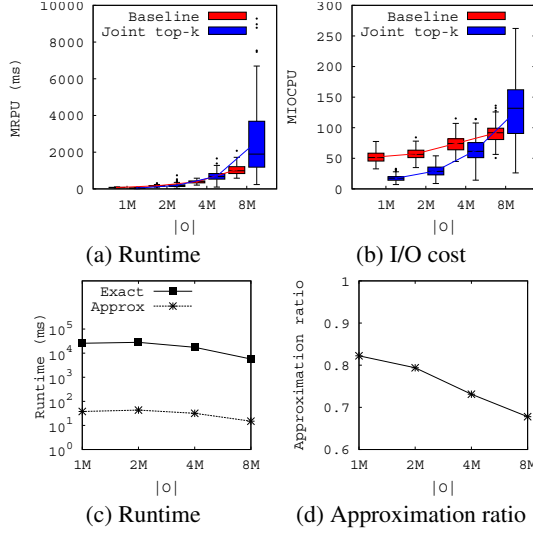 Baseline
Joint top-k
MRPU (ms)
10000
8000
6000
4000
2000
0
1M 2M 4M 8M
|O|
(a) Runtime
Baseline
Joint top-k
MIOCPU
300
250
200
150
100
50
0
1M 2M 4M 8M
|O|
(b) I/O cost
Exact
Approx
Runtime (ms)
10^5
10^4
10^3
10^2
10^1
10^0
1M 2M 4M 8M
|O|
(c) Runtime
Approximation ratio
1
0.9
0.8
0.7
0.6
1M 2M 4M 8M
|O|
(d) Approximation ratio